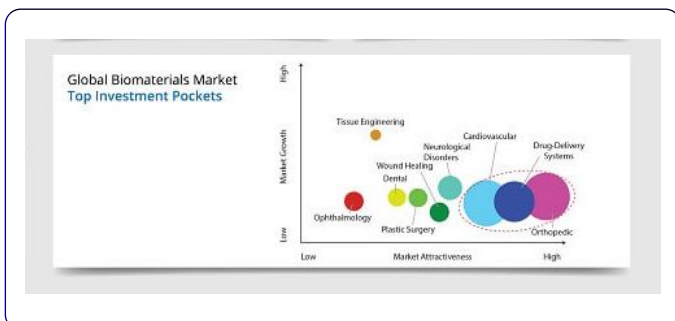 Global Biomaterials Market
Top Investment Pockets
High
Market Growth
Low
Tissue Engineering
Cardiovascular
Neurological
Disorders
Drug-Delivery
Systems
Wound Healing
Dental
Ophthalmology
Plastic Surgery
Orthopedic
Low
Market Attractiveness
High